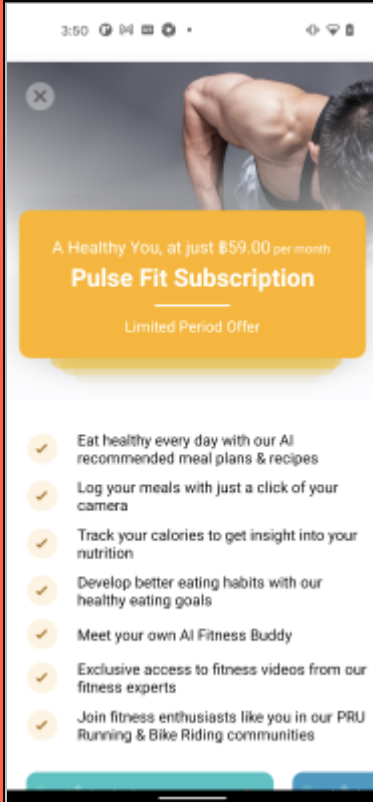 3:50
A Healthy You, at just ฿59.00 per month
Pulse Fit Subscription
Limited Period Offer
Eat healthy every day with our AI
recommended meal plans & recipes
Log your meals with just a click of your
camera
Track your calories to get insight into your
nutrition
Develop better eating habits with our
healthy eating goals
Meet your own AI Fitness Buddy
Exclusive access to fitness videos from our
fitness experts
Join fitness enthusiasts like you in our PRU
Running & Bike Riding communities